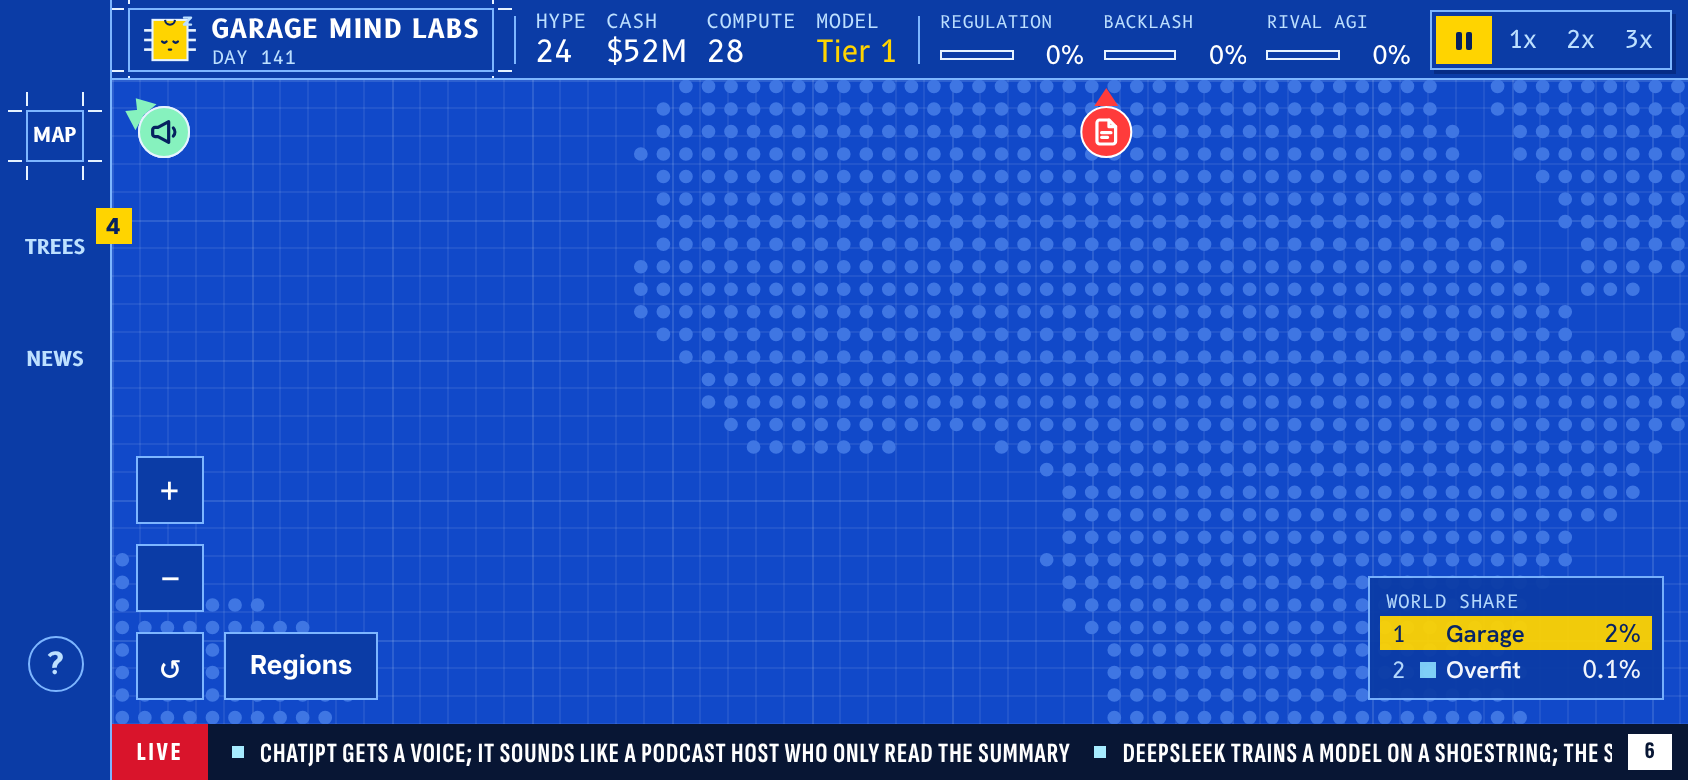 GARAGE MIND LABS
DAY 141
HYPE
24
CASH
$52M
COMPUTE
28
MODEL
Tier 1
REGULATION
0%
BACKLASH
0%
RIVAL AGI
0%
1x 2x 3x
MAP
4
TREES
NEWS
?
+
−
↺
Regions
WORLD SHARE
1 Garage 2%
2 Overfit 0.1%
LIVE
CHATJPT GETS A VOICE; IT SOUNDS LIKE A PODCAST HOST WHO ONLY READ THE SUMMARY
DEEPSLEEK TRAINS A MODEL ON A SHOESTRING; THE S
6